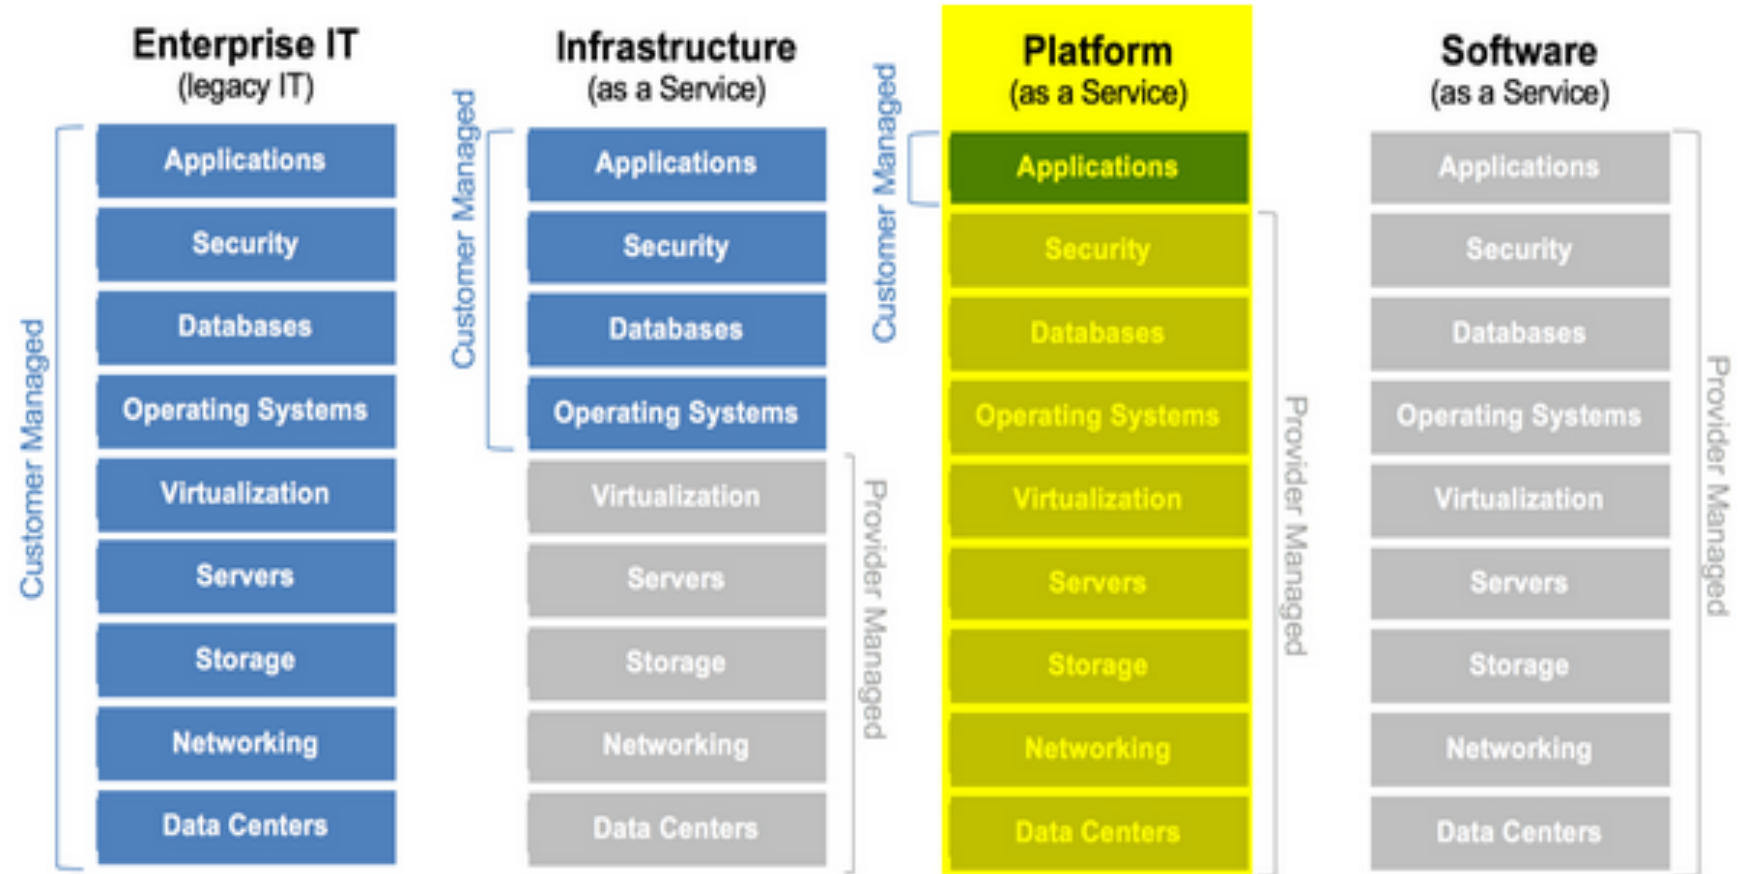 Enterprise IT
(legacy IT)
Customer Managed
Applications
Security
Databases
Operating Systems
Virtualization
Servers
Storage
Networking
Data Centers
Infrastructure
(as a Service)
Customer Managed
Applications
Security
Databases
Operating Systems
Virtualization
Servers
Storage
Networking
Data Centers
Provider Managed
Platform
(as a Service)
Customer Managed
Applications
Security
Databases
Operating Systems
Virtualization
Servers
Storage
Networking
Data Centers
Provider Managed
Software
(as a Service)
Applications
Security
Databases
Operating Systems
Virtualization
Servers
Storage
Networking
Data Centers
Provider Managed